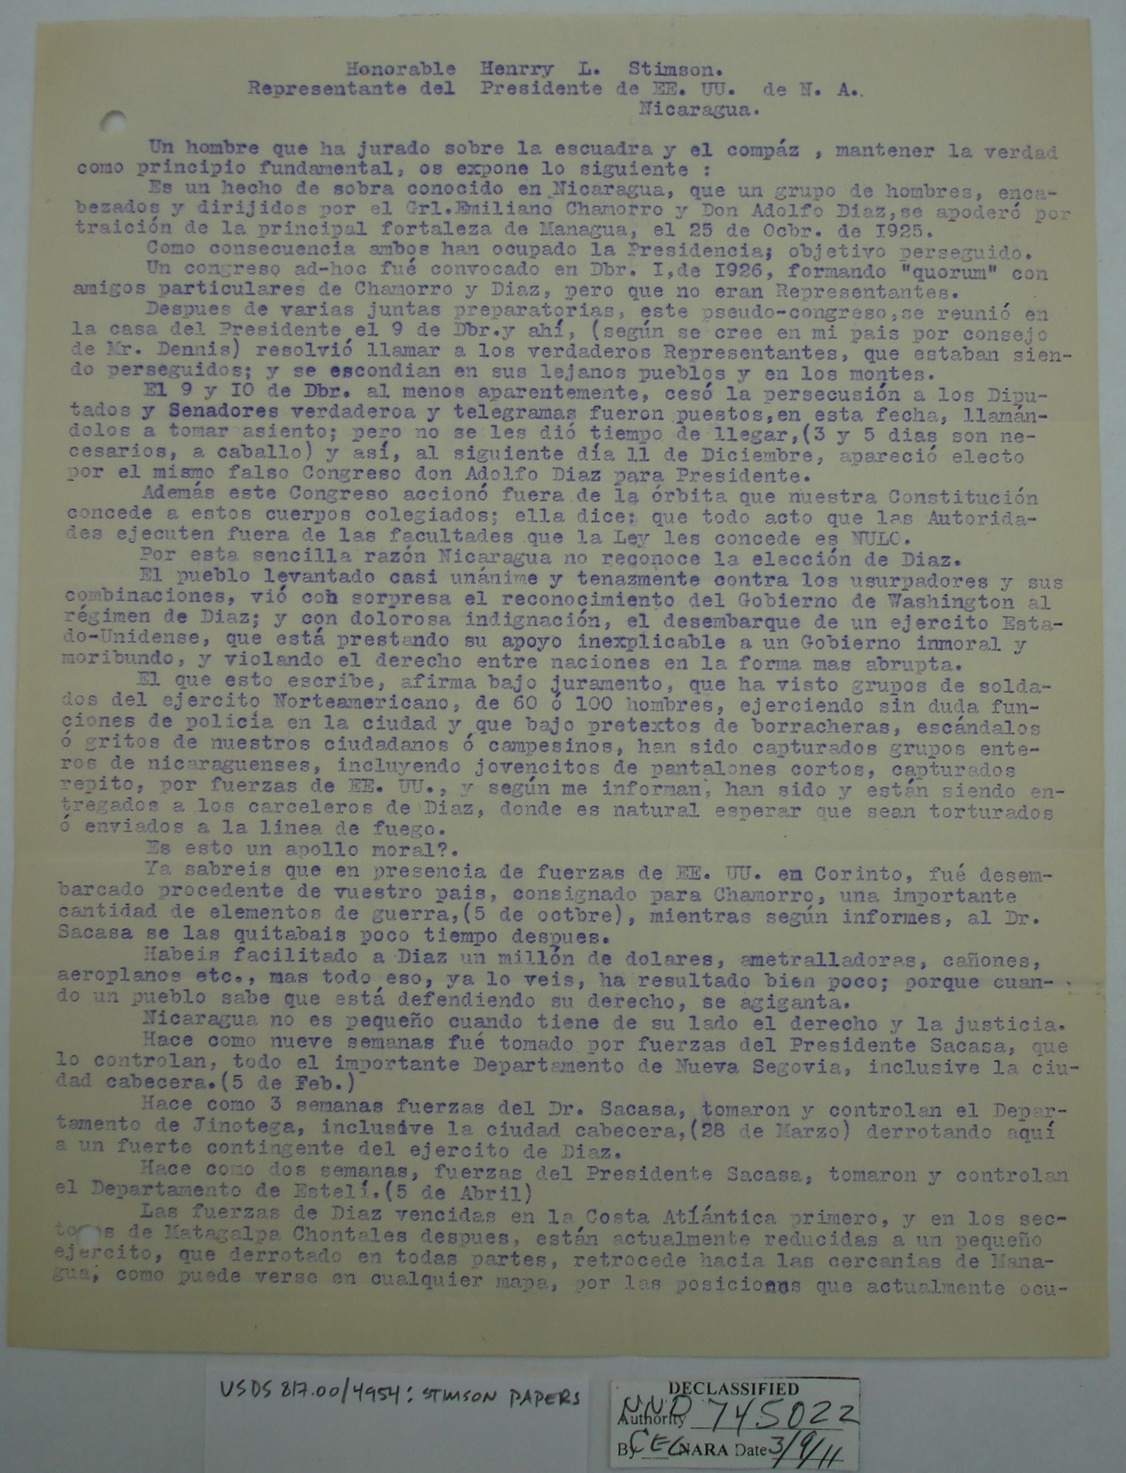 Honorable Henrry L. Stimson.
Representante del Presidente de EE. UU. de N. A..
Nicaragua.
Un hombre que ha jurado sobre la escuadra y el compáz , mantener la verdad
como principio fundamental, os expone lo siguiente :
Es un hecho de sobra conocido en Nicaragua, que un grupo de hombres, enca-
bezados y dirijidos por el Grl.Emiliano Chamorro y Don Adolfo Diaz,se apoderó por
traición de la principal fortaleza de Managua, el 25 de Ocbr. de I925.
Como consecuencia ambos han ocupado la Presidencia; objetivo perseguido.
Un congreso ad-hoc fué convocado en Dbr. I,de I926, formando "quorum" con
amigos particulares de Chamorro y Diaz, pero que no eran Representantes.
Despues de varias juntas preparatorias, este pseudo-congreso,se reunió en
la casa del Presidente el 9 de Dbr.y ahí, (según se cree en mi pais por consejo
de Mr. Dennis) resolvió llamar a los verdaderos Representantes, que estaban sien-
do perseguidos; y se escondian en sus lejanos pueblos y en los montes.
El 9 y IO de Dbr. al menos aparentemente, cesó la persecusión a los Dipu-
tados y Senadores verdaderoa y telegramas fueron puestos,en esta fecha, llamán-
dolos a tomar asiento; pero no se les dió tiempo de llegar,(3 y 5 dias son ne-
cesarios, a caballo) y así, al siguiente día 11 de Diciembre, apareció electo
por el mismo falso Congreso don Adolfo Diaz para Presidente.
Además este Congreso accionó fuera de la órbita que nuestra Constitución
concede a estos cuerpos colegiados; ella dice: que todo acto que las Autorida-
des ejecuten fuera de las facultades que la Ley les concede es NULO.
Por esta sencilla razón Nicaragua no reconoce la elección de Diaz.
El pueblo levantado casi unánime y tenazmente contra los usurpadores y sus
combinaciones, vió con sorpresa el reconocimiento del Gobierno de Washington al
régimen de Diaz; y con dolorosa indignación, el desembarque de un ejercito Esta-
do-Unidense, que está prestando su apoyo inexplicable a un Gobierno inmoral y
moribundo, y violando el derecho entre naciones en la forma mas abrupta.
El que esto escribe, afirma bajo juramento, que ha visto grupos de solda-
dos del ejercito Norteamericano, de 60 ó 100 hombres, ejerciendo sin duda fun-
ciones de policía en la ciudad y que bajo pretextos de borracheras, escándalos
ó gritos de nuestros ciudadanos ó campesinos, han sido capturados grupos ente-
ros de nicaraguenses, incluyendo jovencitos de pantalones cortos, capturados
repito, por fuerzas de EE. UU., y según me informan, han sido y están siendo en-
tregados a los carceleros de Diaz, donde es natural esperar que sean torturados
ó enviados a la linea de fuego.
Es esto un apollo moral?.
Ya sabreis que en presencia de fuerzas de EE. UU. en Corinto, fué desem-
barcado procedente de vuestro pais, consignado para Chamorro, una importante
cantidad de elementos de guerra,(5 de octbre), mientras según informes, al Dr.
Sacasa se las quitabais poco tiempo despues.
Habeis facilitado a Diaz un millón de dolares, ametralladoras, cañones,
aeroplanos etc., mas todo eso, ya lo veis, ha resultado bien poco; porque cuan-
do un pueblo sabe que está defendiendo su derecho, se agiganta.
Nicaragua no es pequeño cuando tiene de su lado el derecho y la justicia.
Hace como nueve semanas fué tomado por fuerzas del Presidente Sacasa, que
lo controlan, todo el importante Departamento de Nueva Segovia, inclusive la ciu-
dad cabecera.(5 de Feb.)
Hace como 3 semanas fuerzas del Dr. Sacasa, tomaron y controlan el Depar-
tamento de Jinotega, inclusive la ciudad cabecera,(28 de Marzo) derrotando aquí
a un fuerte contingente del ejercito de Diaz.
Hace como dos semanas, fuerzas del Presidente Sacasa, tomaron y controlan
el Departamento de Estelí.(5 de Abril)
Las fuerzas de Diaz vencidas en la Costa Atíántica primero, y en los sec-
de Matagalpa Chontales despues, están actualmente reducidas a un pequeño
ejercito, que derrotado en todas partes, retrocede hacia las cercanias de Mana-
gua, como puede verse en cualquier mapa, por las posiciones que actualmente ocu-
USDS 817.00/4954: STIMSON PAPERS
DECLASSIFIED
Authority NND 745022
By CEC NARA Date 3/9/11